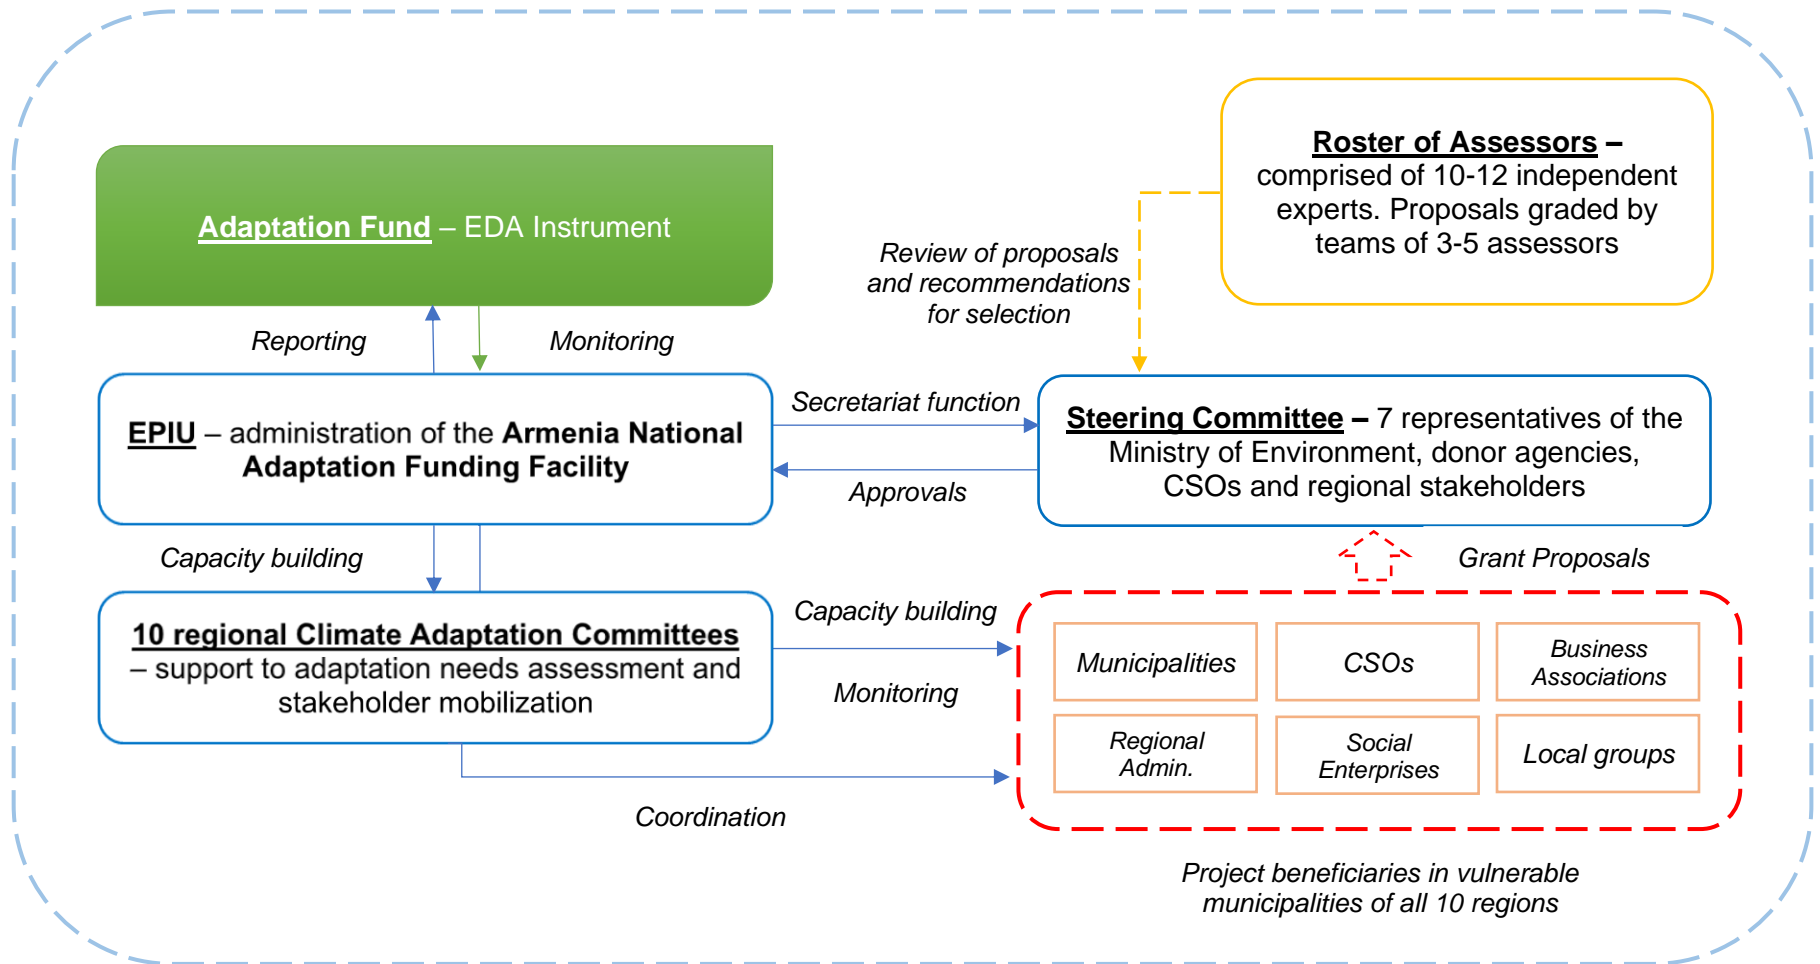 Roster of Assessors –
comprised of 10-12 independent
experts. Proposals graded by
teams of 3-5 assessors
Adaptation Fund – EDA Instrument
Review of proposals
and recommendations
for selection
Reporting
Monitoring
EPIU – administration of the Armenia National
Adaptation Funding Facility
Secretariat function
Approvals
Steering Committee – 7 representatives of the
Ministry of Environment, donor agencies,
CSOs and regional stakeholders
Capacity building
Grant Proposals
10 regional Climate Adaptation Committees
– support to adaptation needs assessment and
stakeholder mobilization
Capacity building
Monitoring
Municipalities
CSOs
Business
Associations
Regional
Admin.
Social
Enterprises
Local groups
Coordination
Project beneficiaries in vulnerable
municipalities of all 10 regions